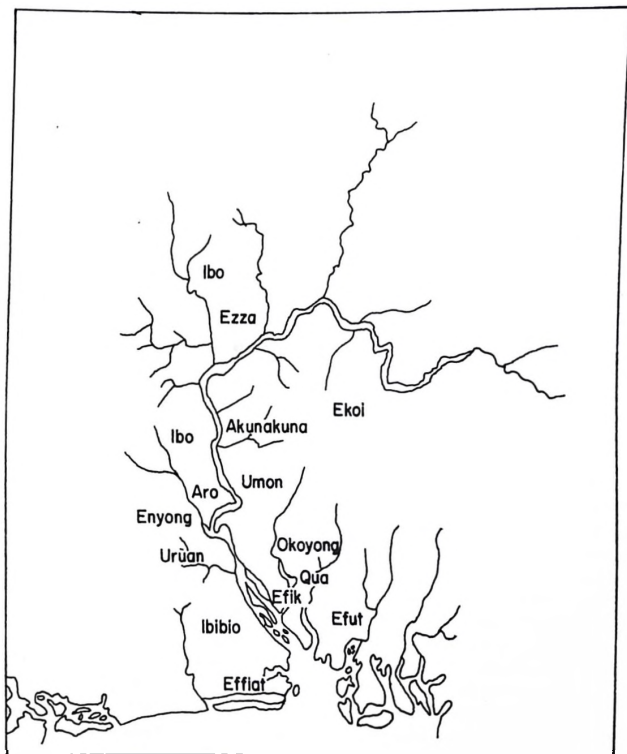 Ibo
Ezza
Ekoi
Akunakuna
Ibo
Umon
Aro
Enyong
Okoyong
Urùan
Qua
Efik
Efut
Ibibio
Effiat